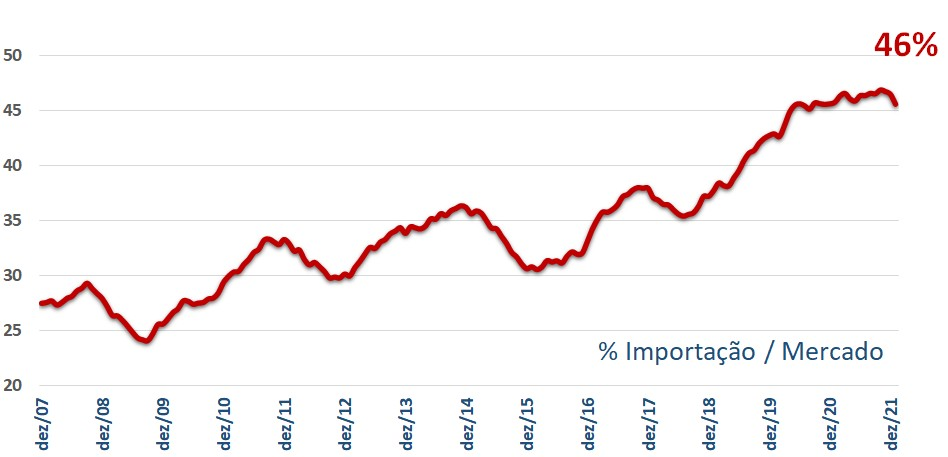 46%
50
45
40
35
30
25
20
% Importação / Mercado
dez/07
dez/08
dez/09
dez/10
dez/11
dez/12
dez/13
dez/14
dez/15
dez/16
dez/17
dez/18
dez/19
dez/20
dez/21